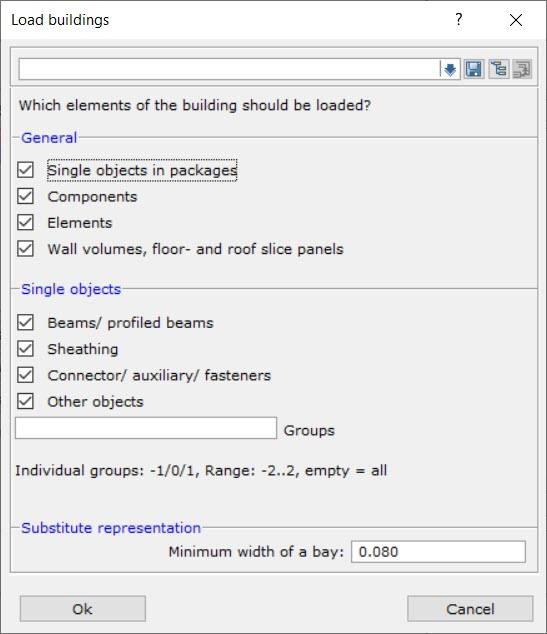 Load buildings
?
Which elements of the building should be loaded?
General
Single objects in packages
Components
Elements
Wall volumes, floor- and roof slice panels
Single objects
Beams/ profiled beams
Sheathing
Connector/ auxiliary/ fasteners
Other objects
Groups
Individual groups: -1/0/1, Range: -2..2, empty = all
Substitute representation
Minimum width of a bay: 0.080
Ok Cancel